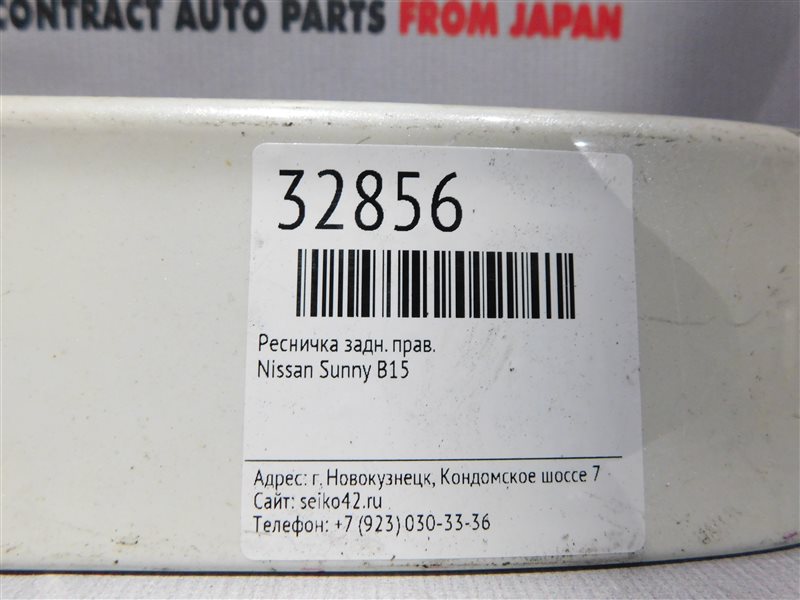 CONTRACT AUTO PARTS FROM JAPAN
32856
Ресничка задн. прав.
Nissan Sunny B15
Адрес: г. Новокузнецк, Кондомское шоссе 7
Сайт: seiko42.ru
Телефон: +7 (923) 030-33-36